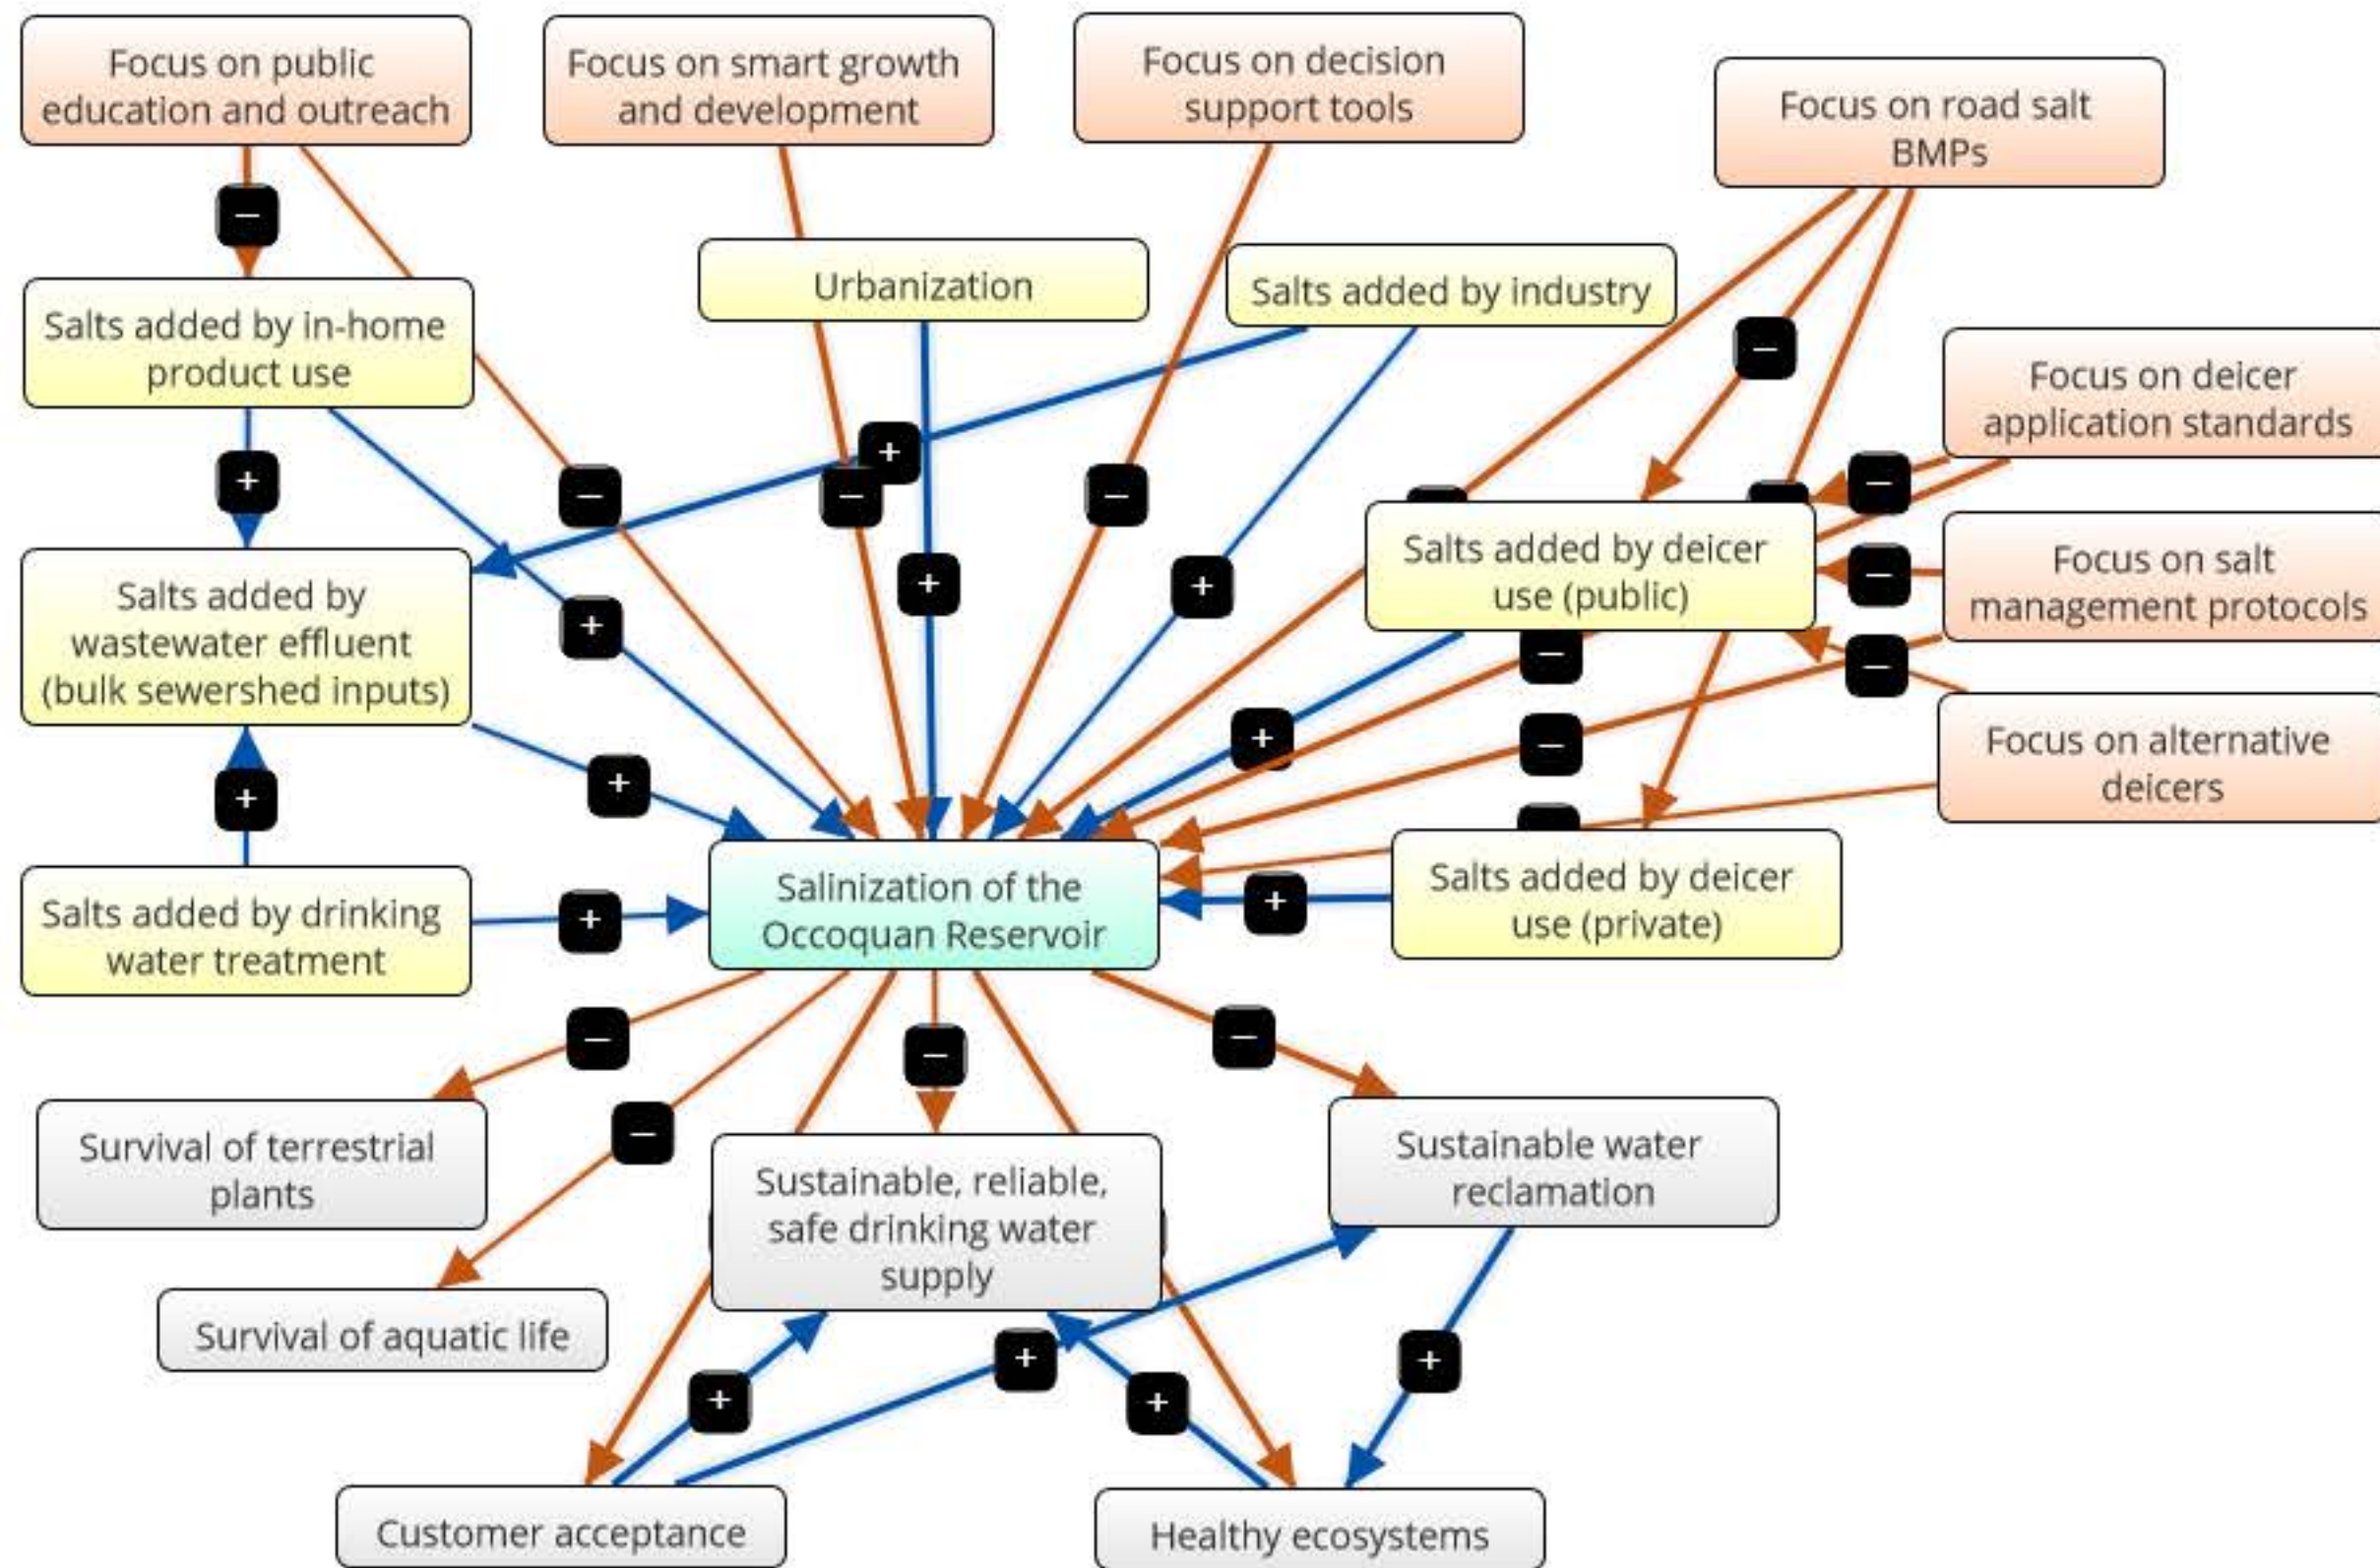 Focus on public
education and outreach
Focus on smart growth
and development
Focus on decision
support tools
Focus on road salt
BMPs
−
Urbanization
Salts added by industry
Salts added by in-home
product use
−
Focus on deicer
application standards
+
+
−
−
−
−
Salts added by
wastewater effluent
(bulk sewershed inputs)
+
+
+
Salts added by deicer
use (public)
−
Focus on salt
management protocols
−
−
+
−
+
+
Focus on alternative
deicers
Salts added by drinking
water treatment
+
Salinization of the
Occoquan Reservoir
+
Salts added by deicer
use (private)
−
−
−
−
Survival of terrestrial
plants
Sustainable, reliable,
safe drinking water
supply
Sustainable water
reclamation
Survival of aquatic life
+
+
+
+
Customer acceptance
Healthy ecosystems